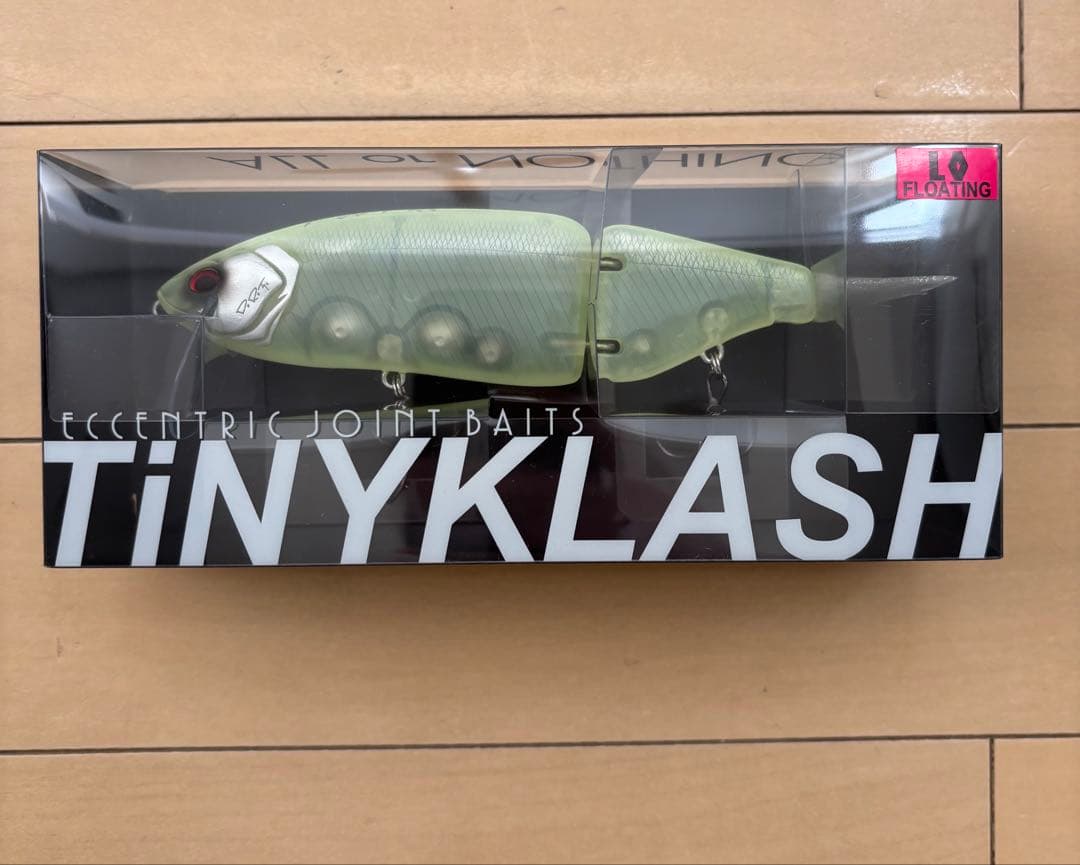 ALL or NOTHING
LO
FLOATING
D.R.T.
ECCENTRIC JOINT BAITS
TiNYKLASH